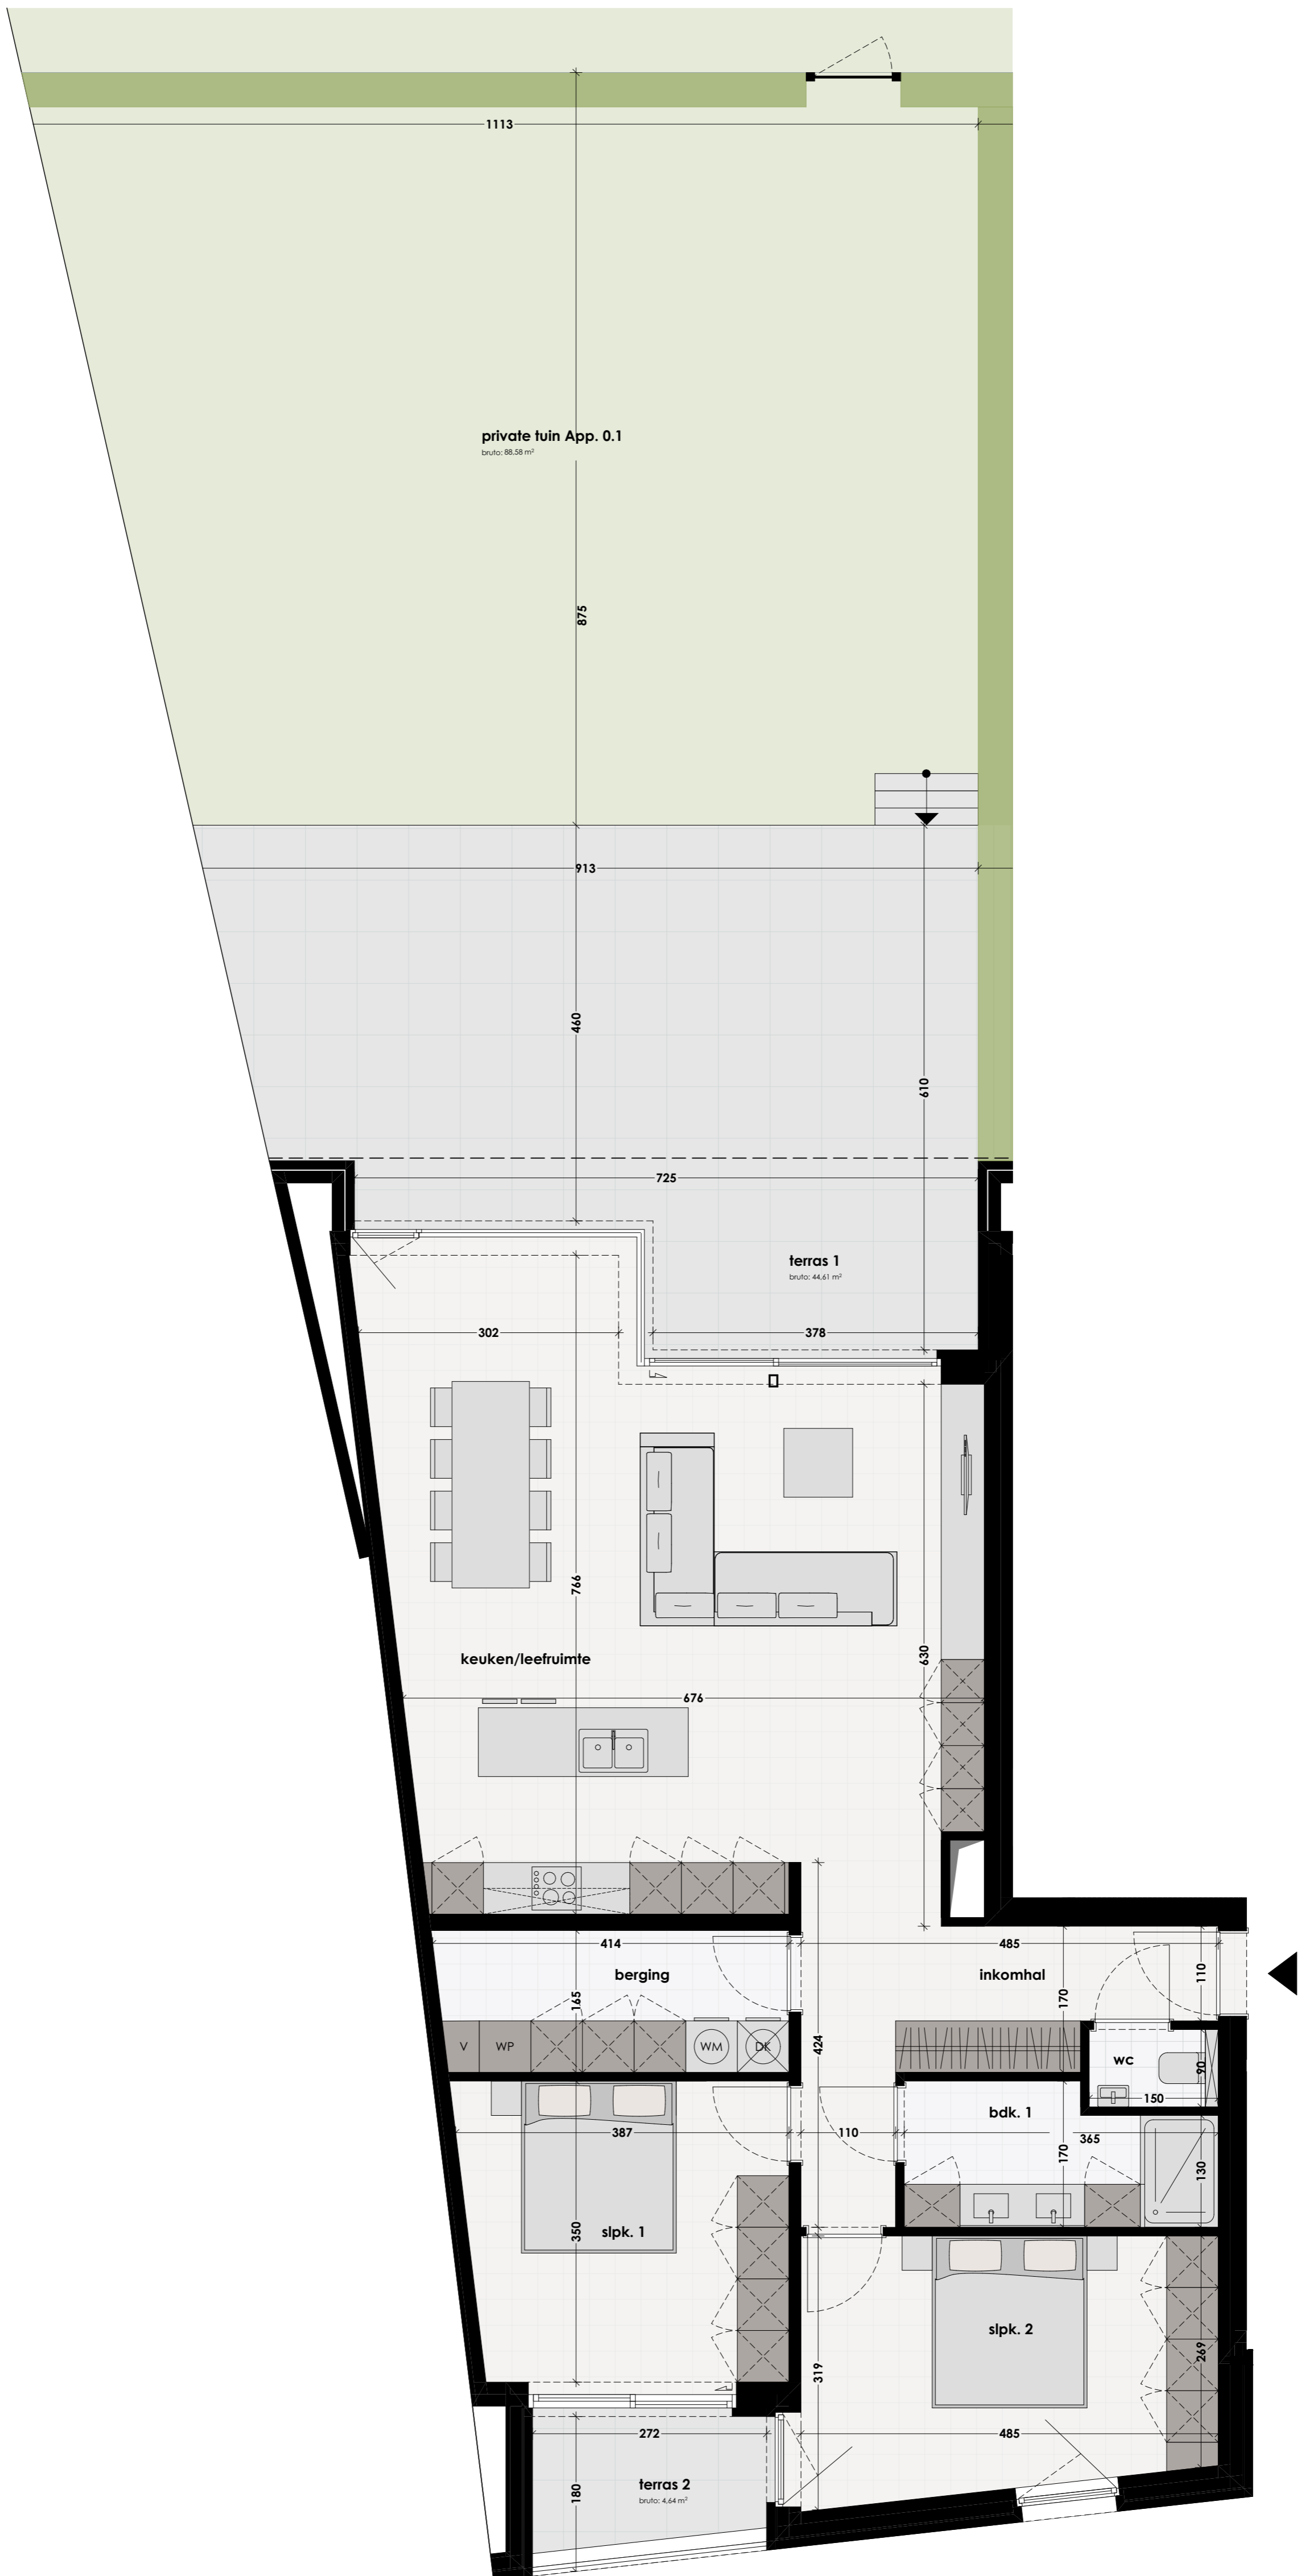 1113
private tuin App. 0.1
bruto: 88,58 m²
875
913
460
610
725
terras 1
bruto: 44,61 m²
302
378
766
keuken/leefruimte
630
676
414
485
berging
inkomhal
165
170
110
424
V
WP
WM
DK
WC
90
150
bdk. 1
387
110
365
170
130
350
slpk. 1
slpk. 2
319
269
272
485
terras 2
bruto: 4,64 m²
180